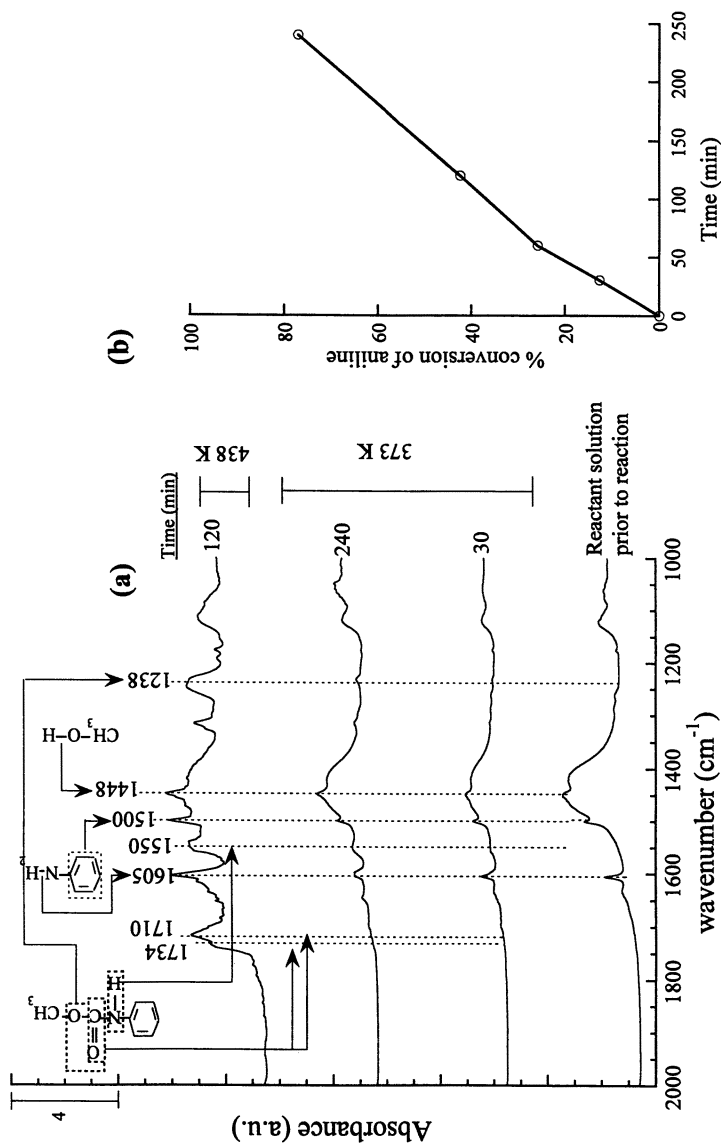 (a)
4
Absorbance (a.u.)
CH3
O
O=C
N-H
H2
N-H
CH3-O-H
1734
1710
1605
1550
1500
1448
1238
Time (min)
120
438 K
240
373 K
30
Reactant solution
prior to reaction
2000
1800
1600
1400
1200
1000
wavenumber (cm-1)
(b)
% conversion of aniline
100
80
60
40
20
0
0
50
100
150
200
250
Time (min)